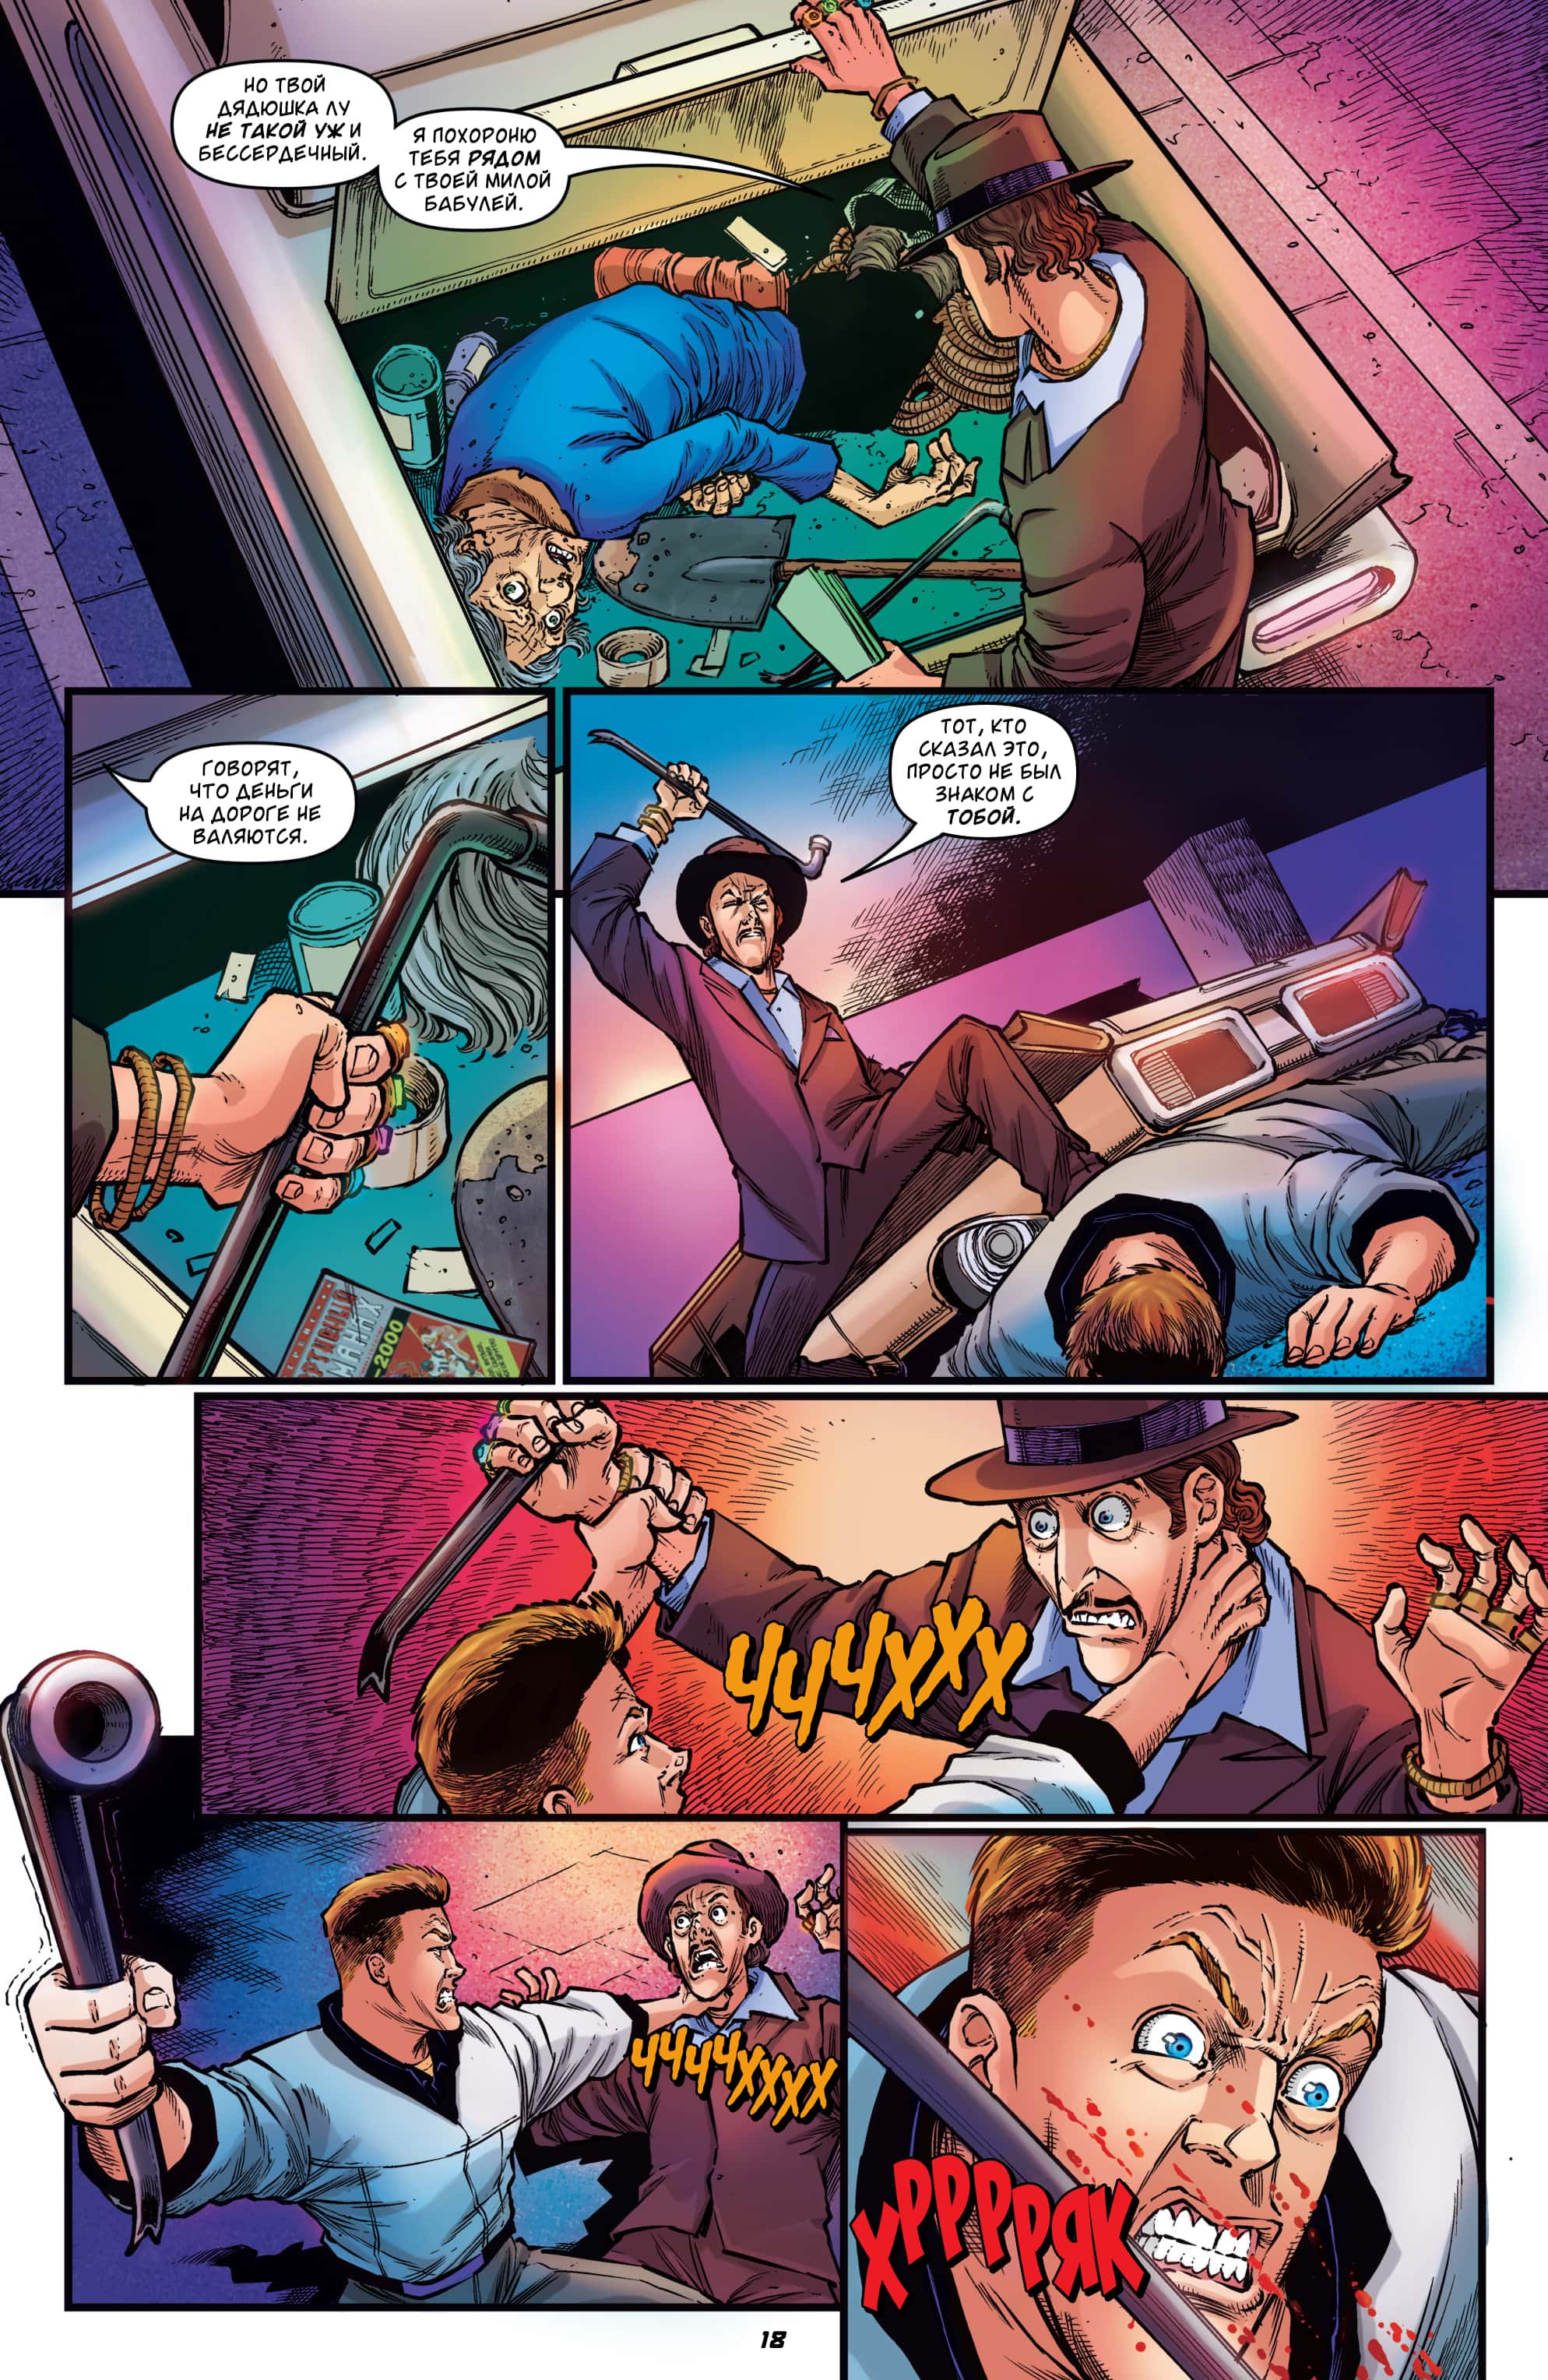 НО ТВОЙ
ДЯДЮШКА ЛУ
НЕ ТАКОЙ УЖ И
БЕССЕРДЕЧНЫЙ.
Я ПОХОРОНЮ
ТЕБЯ РЯДОМ
С ТВОЕЙ МИЛОЙ
БАБУЛЕЙ.
ГОВОРЯТ,
ЧТО ДЕНЬГИ
НА ДОРОГЕ НЕ
ВАЛЯЮТСЯ.
2000
ТОТ, КТО
СКАЗАЛ ЭТО,
ПРОСТО НЕ БЫЛ
ЗНАКОМ С
ТОБОЙ.
ЧЧЧХХХ
ЧЧЧЧХХХХ
ХРРРРРЯК
18